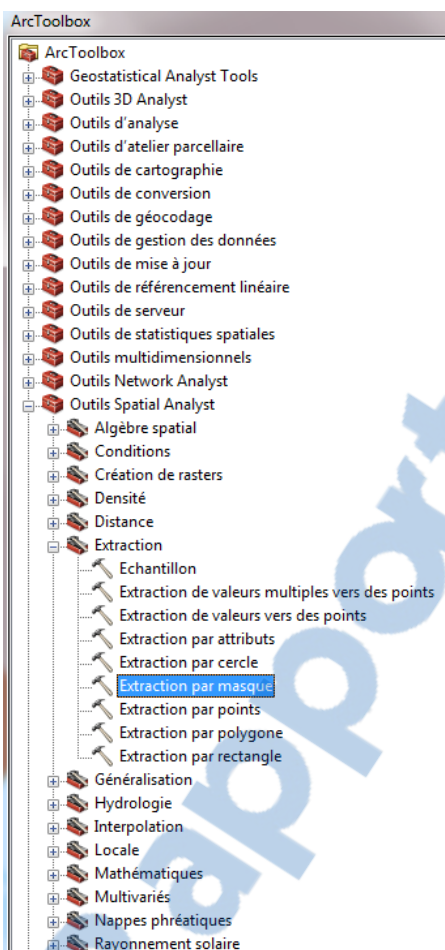 ArcToolbox
ArcToolbox
Geostatistical Analyst Tools
Outils 3D Analyst
Outils d'analyse
Outils d'atelier parcellaire
Outils de cartographie
Outils de conversion
Outils de géocodage
Outils de gestion des données
Outils de mise à jour
Outils de référencement linéaire
Outils de serveur
Outils de statistiques spatiales
Outils multidimensionnels
Outils Network Analyst
Outils Spatial Analyst
Algèbre spatial
Conditions
Création de rasters
Densité
Distance
Extraction
Echantillon
Extraction de valeurs multiples vers des points
Extraction de valeurs vers des points
Extraction par attributs
Extraction par cercle
Extraction par masque
Extraction par points
Extraction par polygone
Extraction par rectangle
Généralisation
Hydrologie
Interpolation
Locale
Mathématiques
Multivariés
Nappes phréatiques
Rayonnement solaire